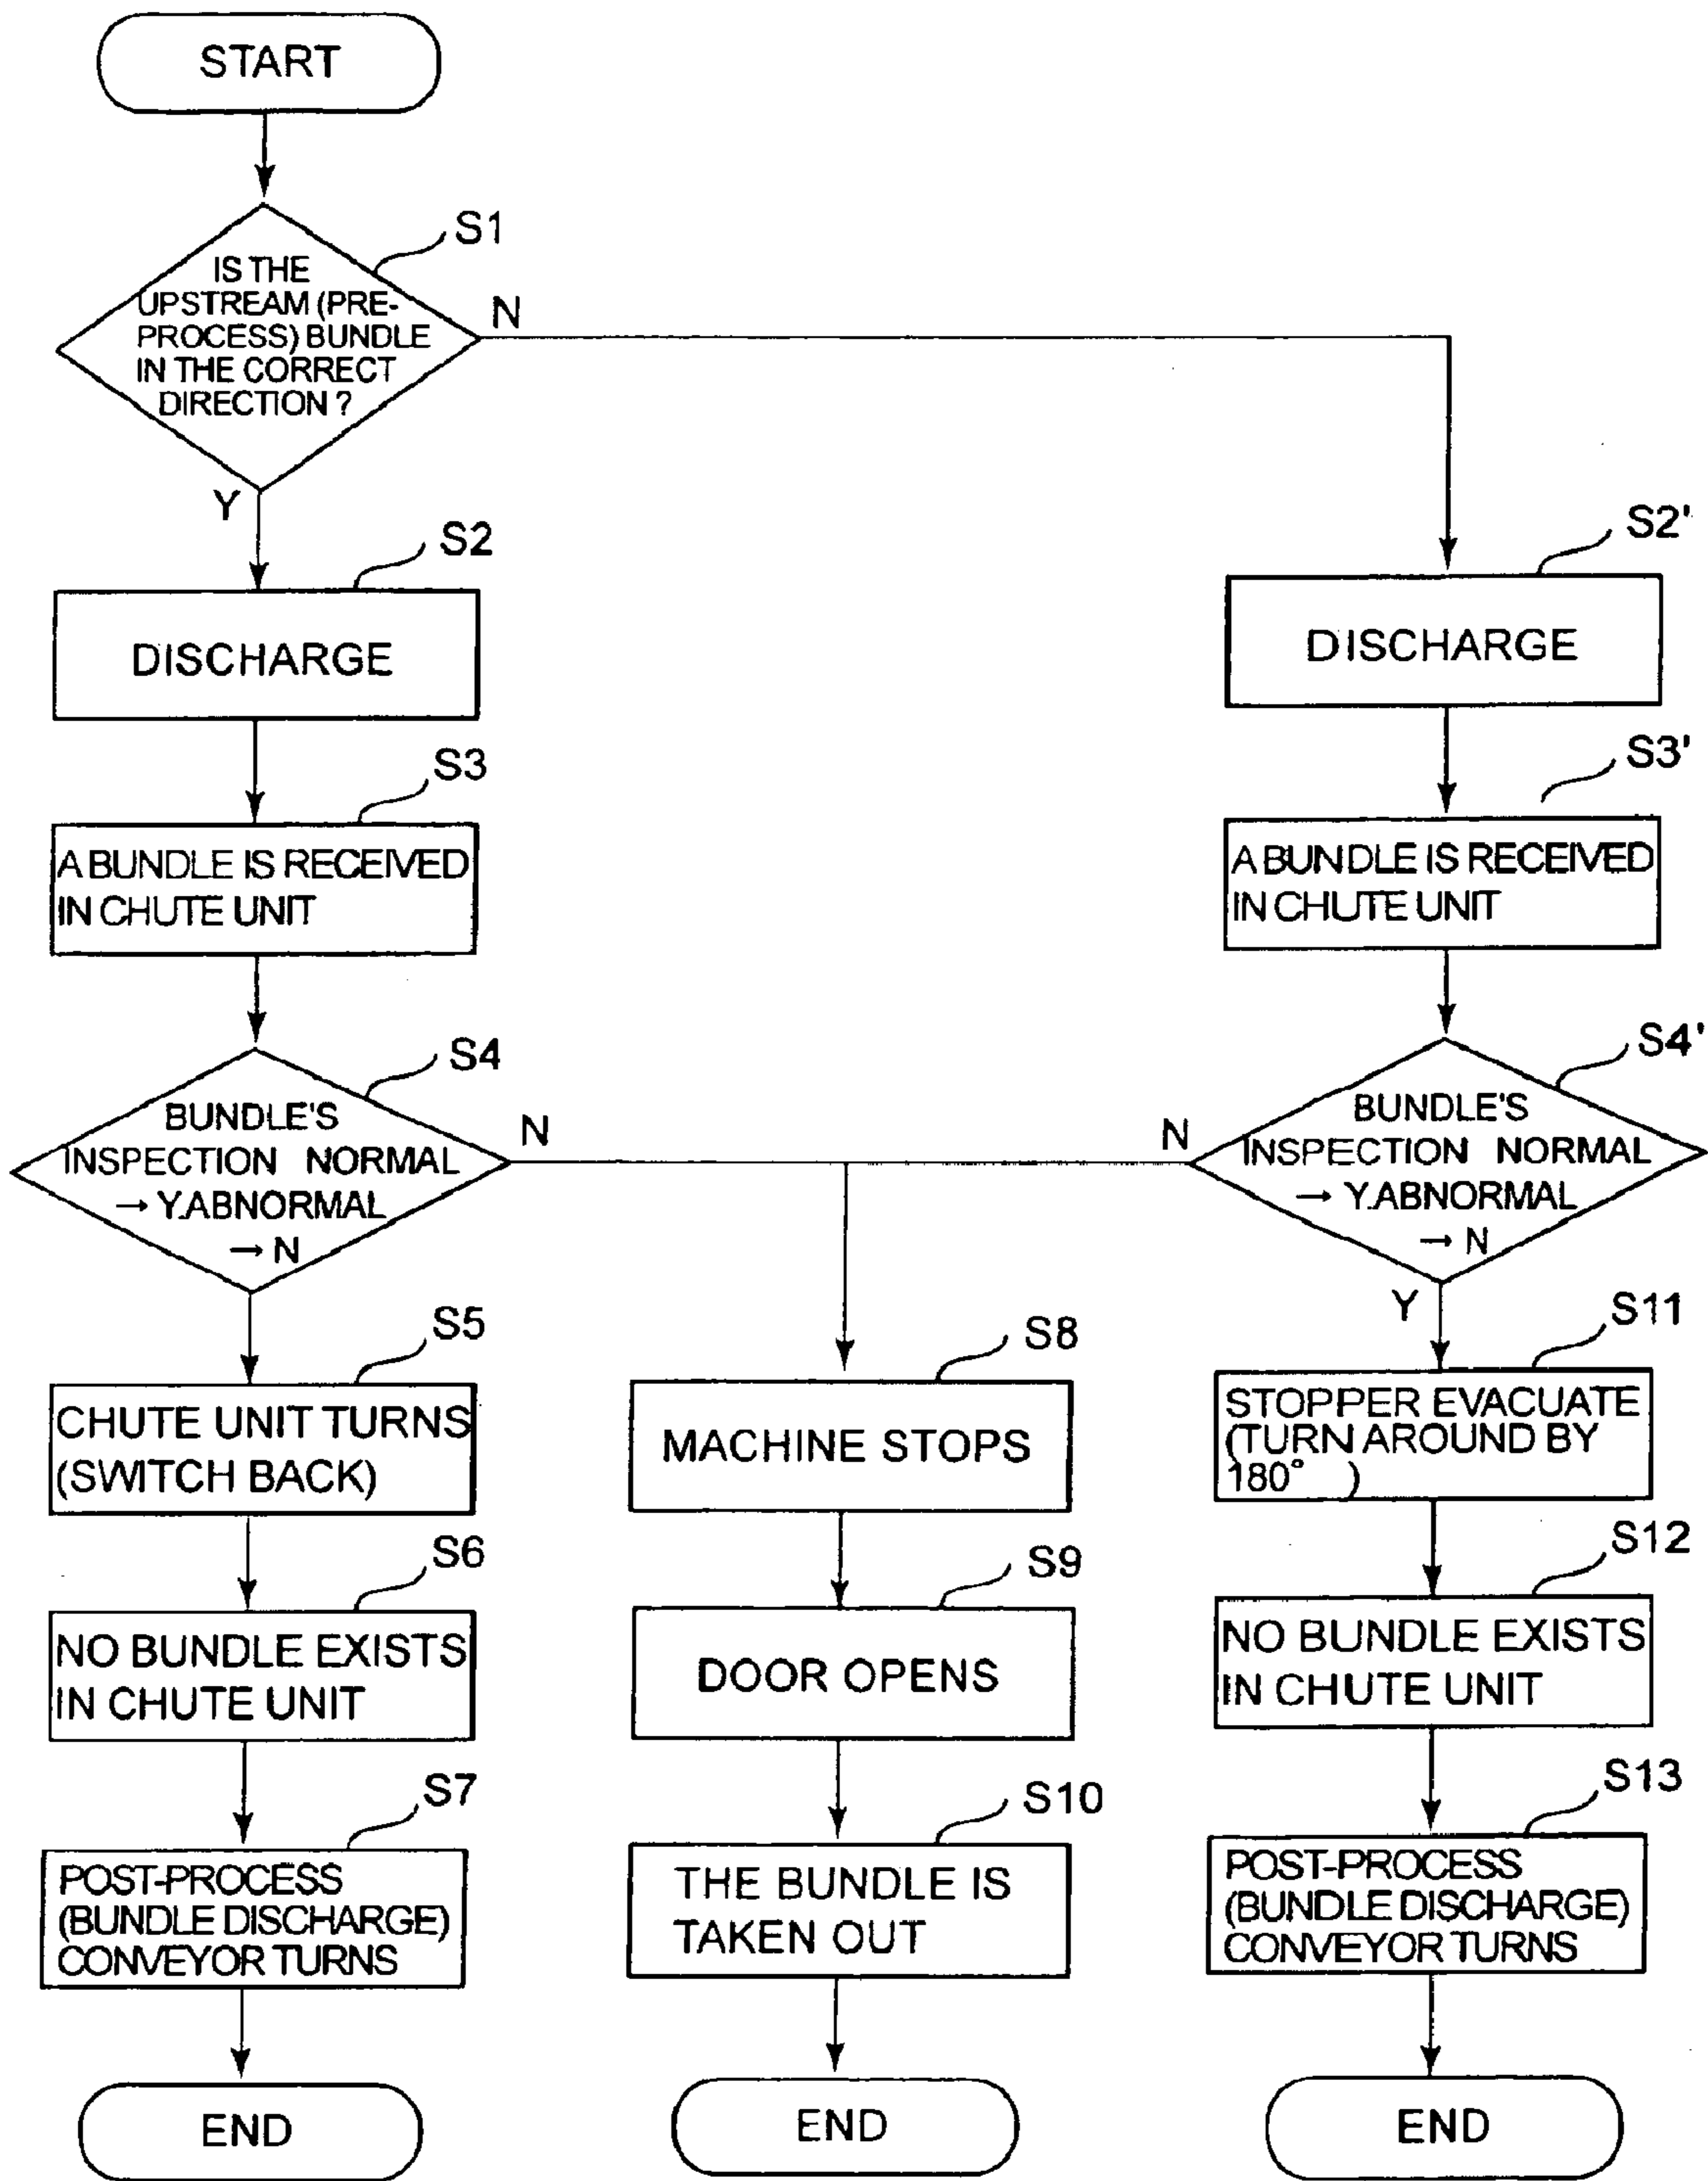 START
S1
IS THE
UPSTREAM (PRE-
PROCESS) BUNDLE
IN THE CORRECT
DIRECTION ?
N
Y
S2
DISCHARGE
S2'
DISCHARGE
S3
A BUNDLE IS RECEIVED
IN CHUTE UNIT
S3'
A BUNDLE IS RECEIVED
IN CHUTE UNIT
S4
BUNDLE'S
INSPECTION NORMAL
→ Y.ABNORMAL
→ N
N
S4'
BUNDLE'S
INSPECTION NORMAL
→ Y.ABNORMAL
→ N
N
Y
S5
CHUTE UNIT TURNS
(SWITCH BACK)
S8
MACHINE STOPS
S11
STOPPER EVACUATE
(TURN AROUND BY
180° )
S6
NO BUNDLE EXISTS
IN CHUTE UNIT
S9
DOOR OPENS
S12
NO BUNDLE EXISTS
IN CHUTE UNIT
S7
POST-PROCESS
(BUNDLE DISCHARGE)
CONVEYOR TURNS
S10
THE BUNDLE IS
TAKEN OUT
S13
POST-PROCESS
(BUNDLE DISCHARGE)
CONVEYOR TURNS
END
END
END